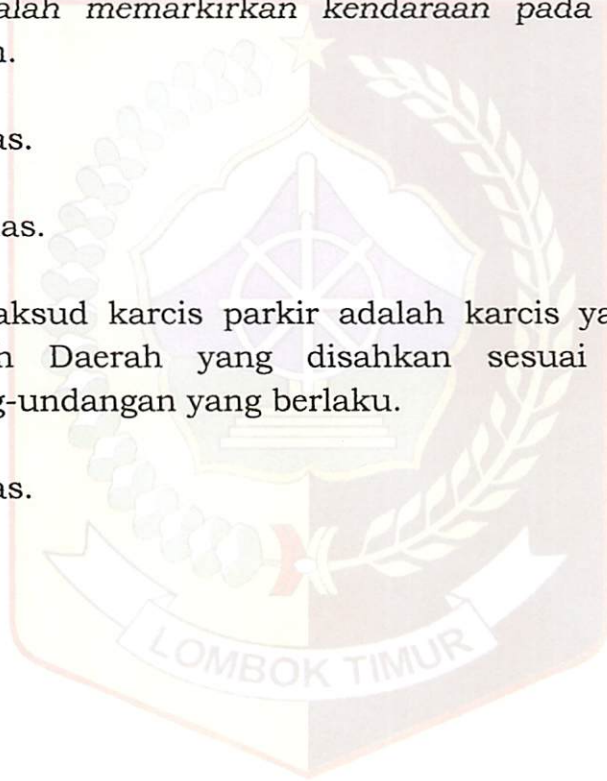 alah memarkirkan kendaraan pada
n.
as.
as.
aksud karcis parkir adalah karcis ya
n Daerah yang disahkan sesuai
g-undangan yang berlaku.
as.
LOMBOK TIMUR